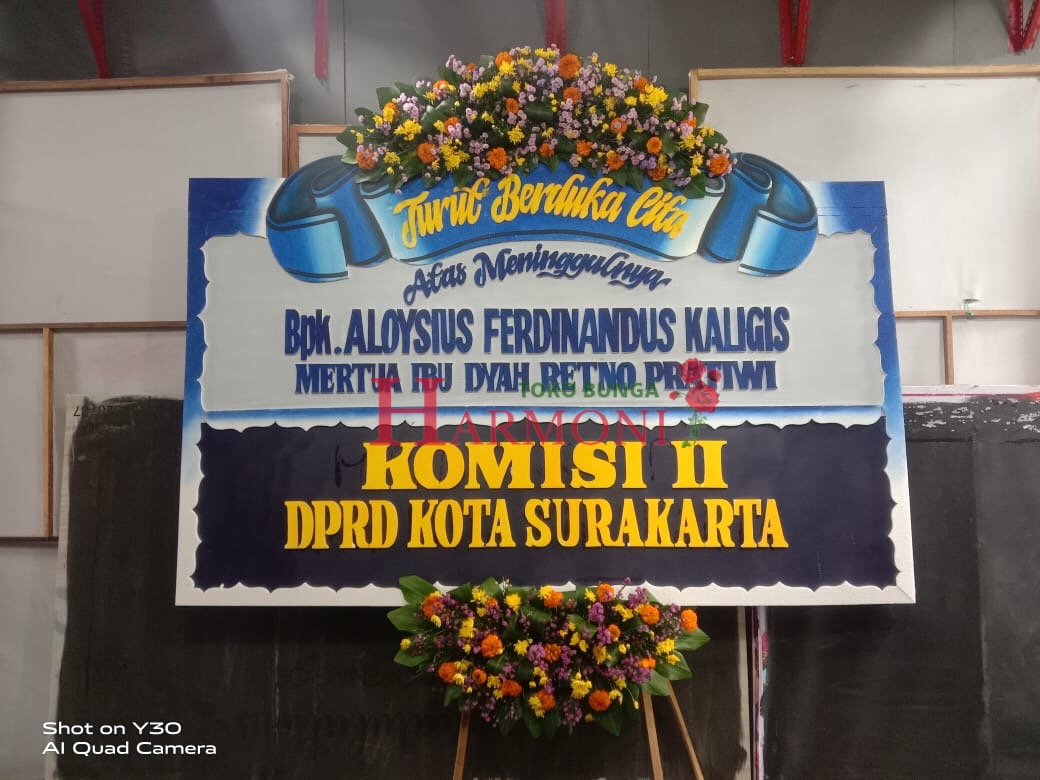 Turut Berduka Cita
Atas Meninggalnya
Bpk. ALOYSIUS FERDINANDUS KALIGIS
MERTUA IBU DYAH RETNO PRATIWI
TOKO BUNGA
HARMONI
KOMISI II
DPRD KOTA SURAKARTA
Shot on Y30
AI Quad Camera